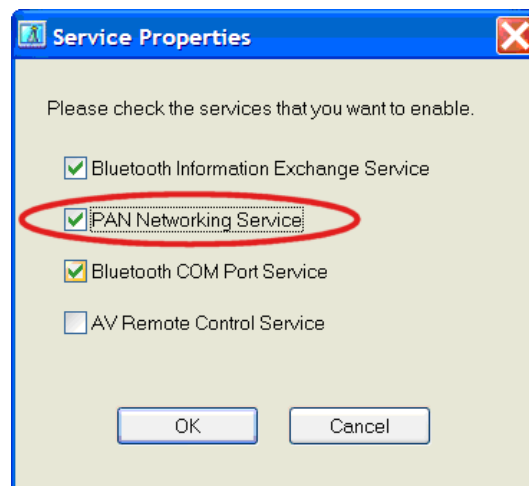 Service Properties
Please check the services that you want to enable.
Bluetooth Information Exchange Service
PAN Networking Service
Bluetooth COM Port Service
AV Remote Control Service
OK Cancel